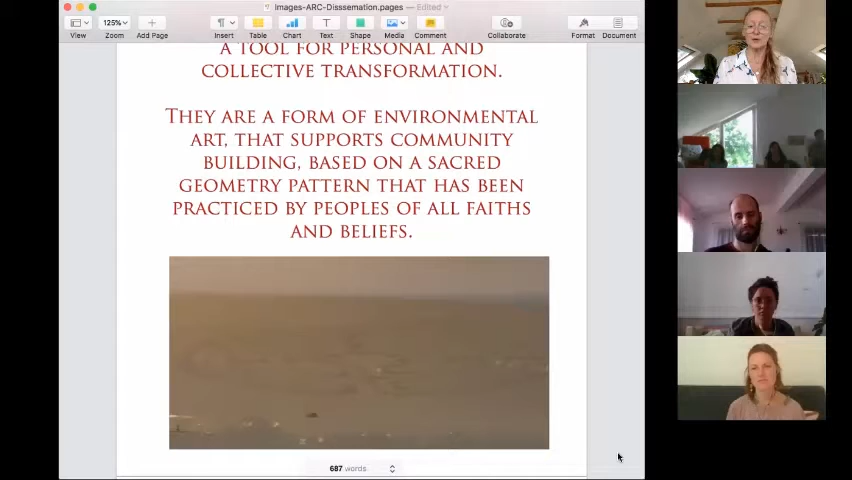 Images-ARC-Disssemation.pages — Edited
125%
View
Zoom
Add Page
Insert
Table
Chart
Text
Shape
Media
Comment
Collaborate
Format
Document
A TOOL FOR PERSONAL AND
COLLECTIVE TRANSFORMATION.
THEY ARE A FORM OF ENVIRONMENTAL
ART, THAT SUPPORTS COMMUNITY
BUILDING, BASED ON A SACRED
GEOMETRY PATTERN THAT HAS BEEN
PRACTICED BY PEOPLES OF ALL FAITHS
AND BELIEFS.
687 words